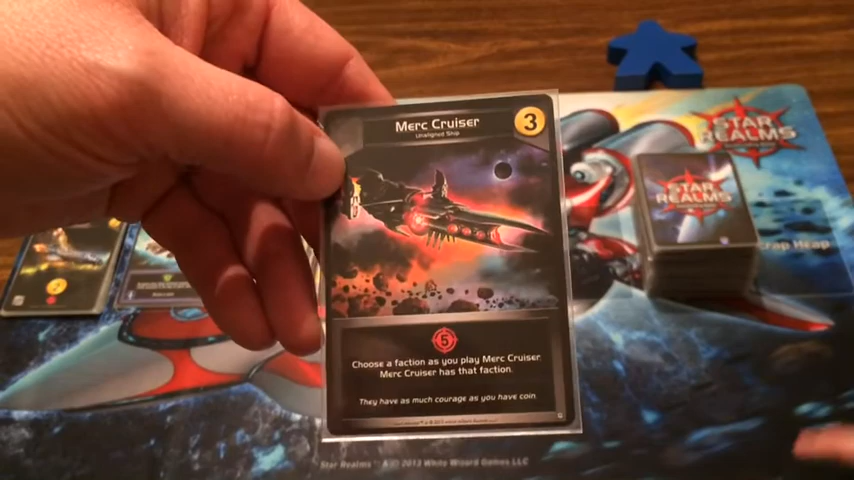 Merc Cruiser
3
Unaligned Ship
STAR
REALMS
STAR
REALMS
Scrap Heap
5
Choose a faction as you play Merc Cruiser.
Merc Cruiser has that faction.
They have as much courage as you have coin.
Star Realms™ & © 2013 White Wizard Games LLC